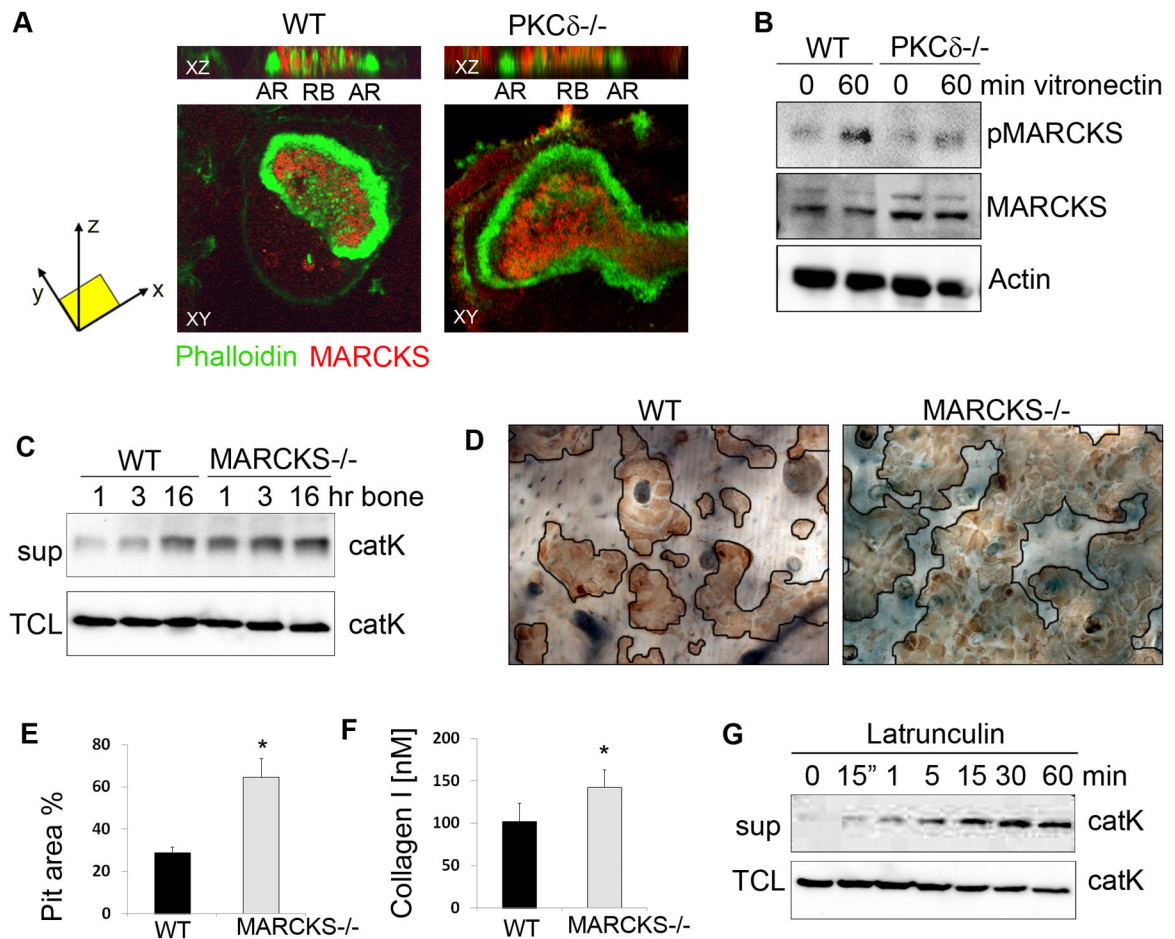 A
WT
PKCδ-/-
XZ
XZ
AR RB AR
AR RB AR
z
y
x
XY
XY
Phalloidin MARCKS
B
WT PKCδ-/-
0 60 0 60 min vitronectin
pMARCKS
MARCKS
Actin
C
WT MARCKS-/-
1 3 16 1 3 16 hr bone
sup catK
TCL catK
D
WT
MARCKS-/-
E
Pit area %
80
60
40
20
0
*
WT MARCKS-/-
F
Collagen I [nM]
200
150
100
50
0
*
WT MARCKS-/-
G
Latrunculin
0 15” 1 5 15 30 60 min
sup catK
TCL catK